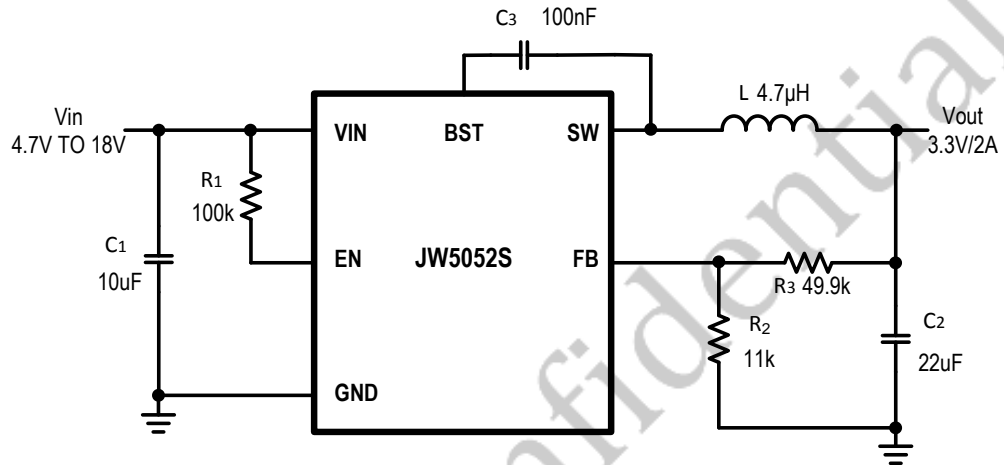 C3 100nF
L 4.7µH
Vin
4.7V TO 18V
Vout
3.3V/2A
VIN
BST
SW
R1
100k
C1
10uF
EN
JW5052S
FB
R3 49.9k
R2
11k
C2
22uF
GND
nfidential